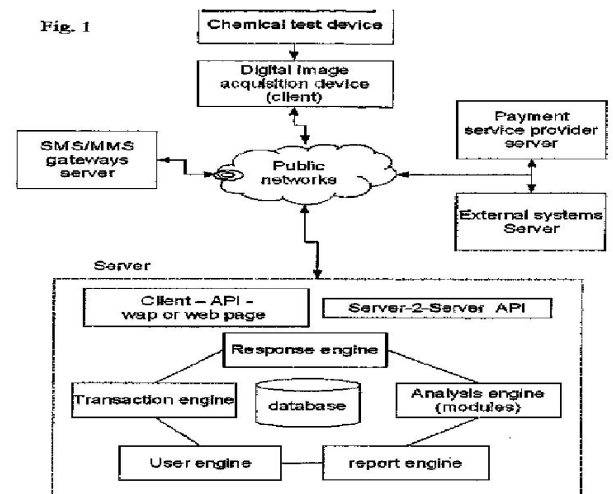 Fig. 1
Chemical test device
Digital image
acquisition device
(client)
SMS/MMS
gateways
server
Public
networks
Payment
service provider
server
External systems
Server
Server
Client – API –
wap or web page
Server-2-Server API
Response engine
Transaction engine
database
Analysis engine
(modules)
User engine
report engine